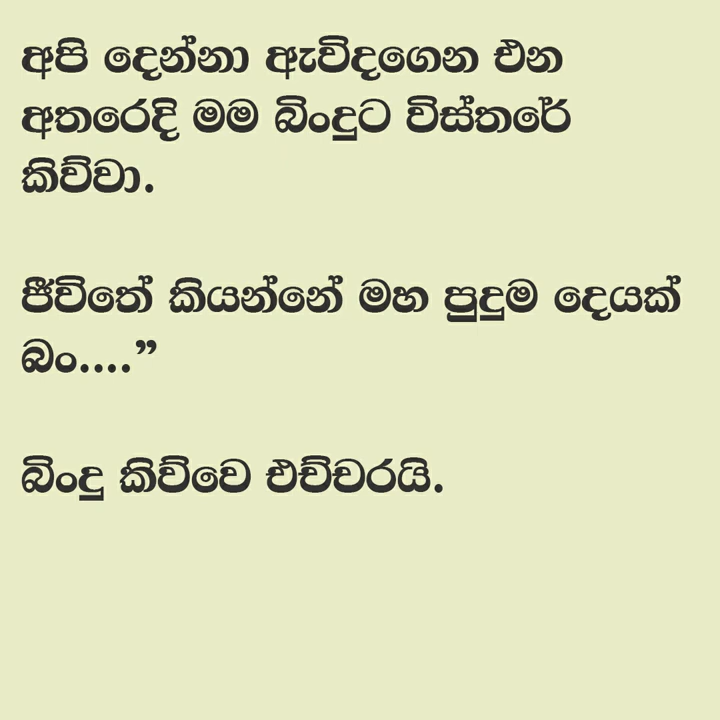 අපි දෙන්නා ඇවිදගෙන එන
අතරෙදි මම බිංදුට විස්තරේ
කිව්වා.
ජීවිතේ කියන්නේ මහ පුදුම දෙයක්
බං....”
බිංදු කිව්වෙ එච්චරයි.